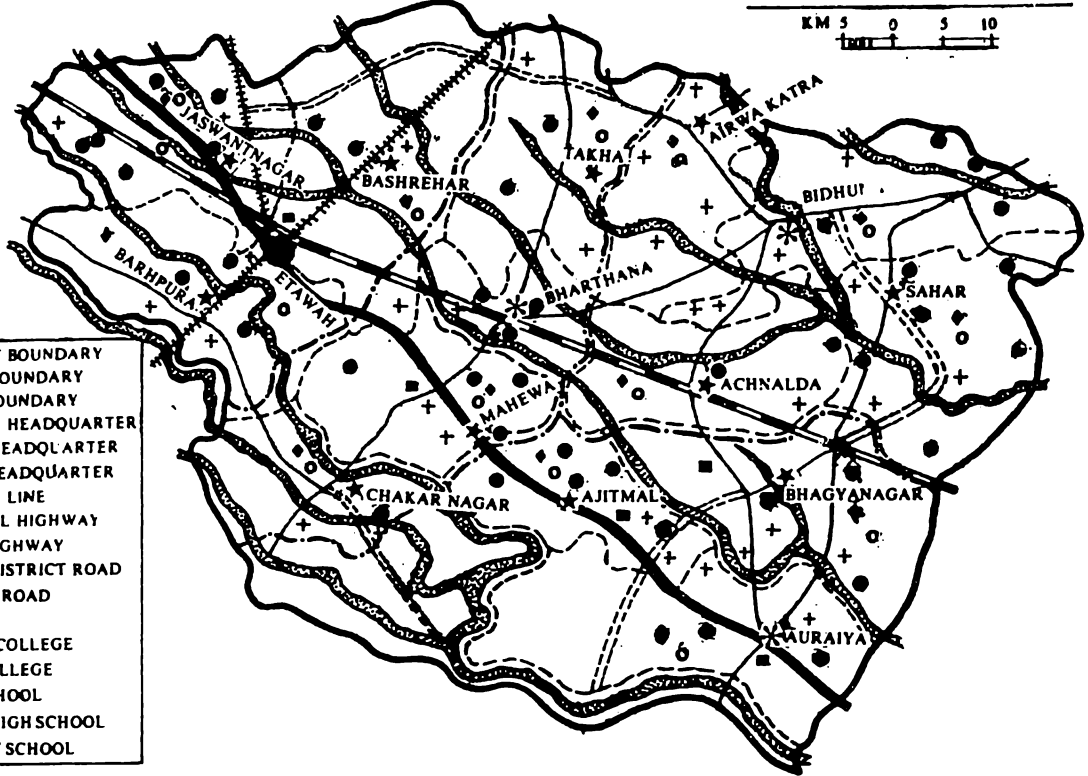 KM 5 0 5 10
AIRWA KATRA
JASWANTNAGAR
TAKHA
BASHREHAR
BIDHU
BARHPURA
ETAWAH
BHARTHANA
SAHAR
ACHNALDA
MAHEWA
CHAKAR NAGAR
AJITMAL
BHAGYANAGAR
AURAIYA
BOUNDARY
OUNDARY
OUNDARY
HEADQUARTER
EADQUARTER
EADQUARTER
LINE
L HIGHWAY
GHWAY
ISTRICT ROAD
ROAD
COLLEGE
LLEGE
HOOL
IGH SCHOOL
SCHOOL